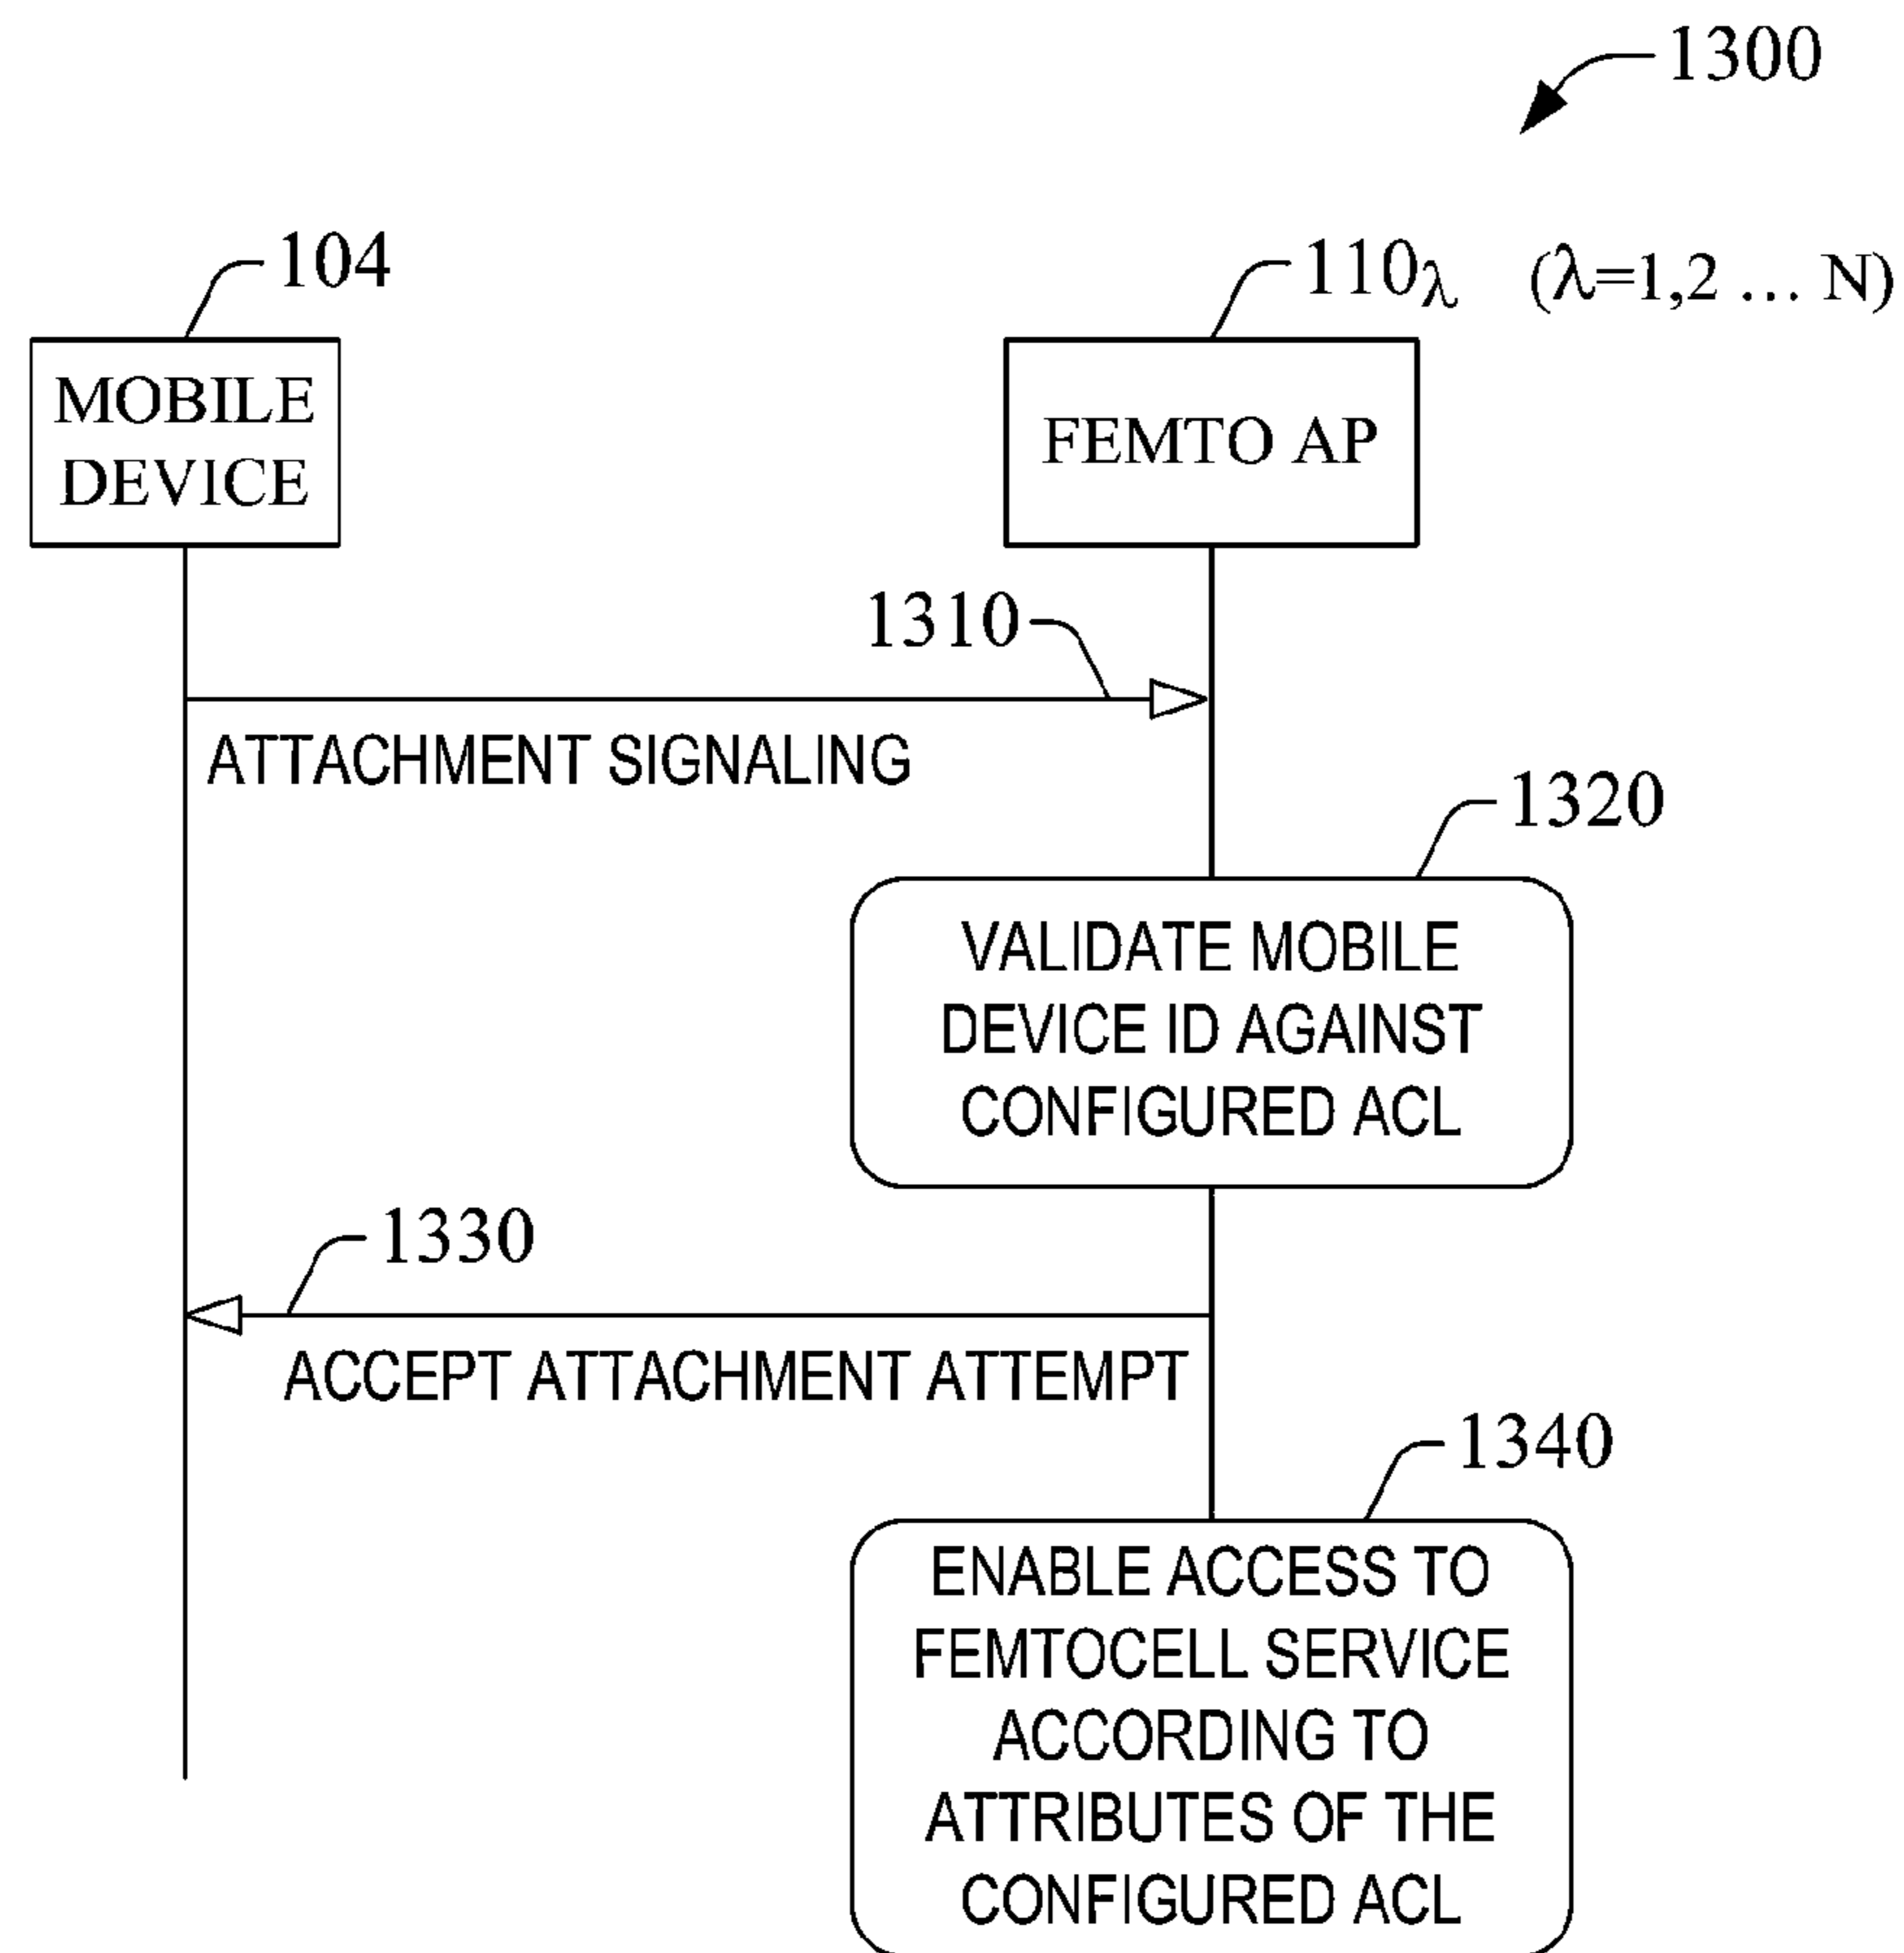 1300
104
110λ (λ=1,2 ... N)
MOBILE
DEVICE
FEMTO AP
1310
ATTACHMENT SIGNALING
1320
VALIDATE MOBILE
DEVICE ID AGAINST
CONFIGURED ACL
1330
ACCEPT ATTACHMENT ATTEMPT
1340
ENABLE ACCESS TO
FEMTOCELL SERVICE
ACCORDING TO
ATTRIBUTES OF THE
CONFIGURED ACL